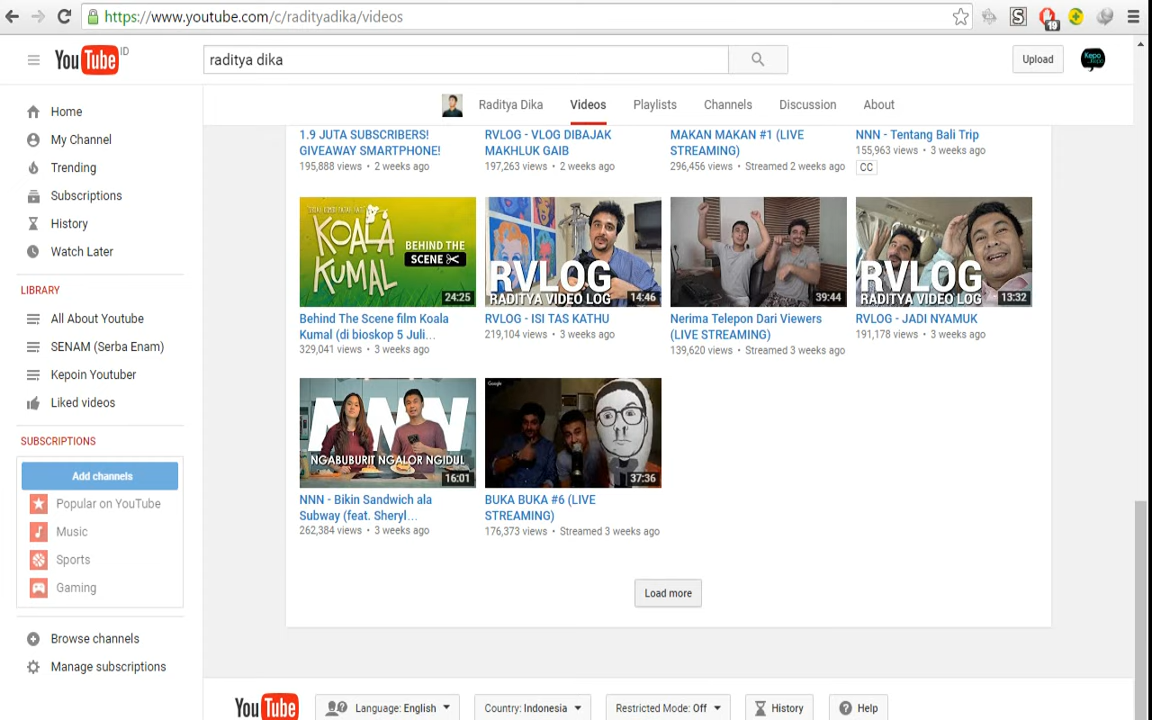 https://www.youtube.com/c/radityadika/videos
19
YouTube ID
raditya dika
Upload
Raditya Dika
Videos
Playlists
Channels
Discussion
About
Home
My Channel
Trending
Subscriptions
History
Watch Later
LIBRARY
All About Youtube
SENAM (Serba Enam)
Kepoin Youtuber
Liked videos
SUBSCRIPTIONS
Add channels
Popular on YouTube
Music
Sports
Gaming
Browse channels
Manage subscriptions
1.9 JUTA SUBSCRIBERS!
GIVEAWAY SMARTPHONE!
195,888 views • 2 weeks ago
RVLOG - VLOG DIBAJAK
MAKHLUK GAIB
197,263 views • 2 weeks ago
MAKAN MAKAN #1 (LIVE
STREAMING)
296,456 views • Streamed 2 weeks ago
NNN - Tentang Bali Trip
155,963 views • 3 weeks ago
CC
KOALA
KUMAL
BEHIND THE
SCENE
24:25
Behind The Scene film Koala
Kumal (di bioskop 5 Juli...
329,041 views • 3 weeks ago
RVLOG
RADITYA VIDEO LOG
14:46
RVLOG - ISI TAS KATHU
219,104 views • 3 weeks ago
39:44
Nerima Telepon Dari Viewers
(LIVE STREAMING)
139,620 views • Streamed 3 weeks ago
RVLOG
RADITYA VIDEO LOG
13:32
RVLOG - JADI NYAMUK
191,178 views • 3 weeks ago
NNN
NGABUBURIT NGALOR NGIDUL
16:01
NNN - Bikin Sandwich ala
Subway (feat. Sheryl...
262,384 views • 3 weeks ago
Google
37:36
BUKA BUKA #6 (LIVE
STREAMING)
176,373 views • Streamed 3 weeks ago
Load more
YouTube
Language: English
Country: Indonesia
Restricted Mode: Off
History
Help